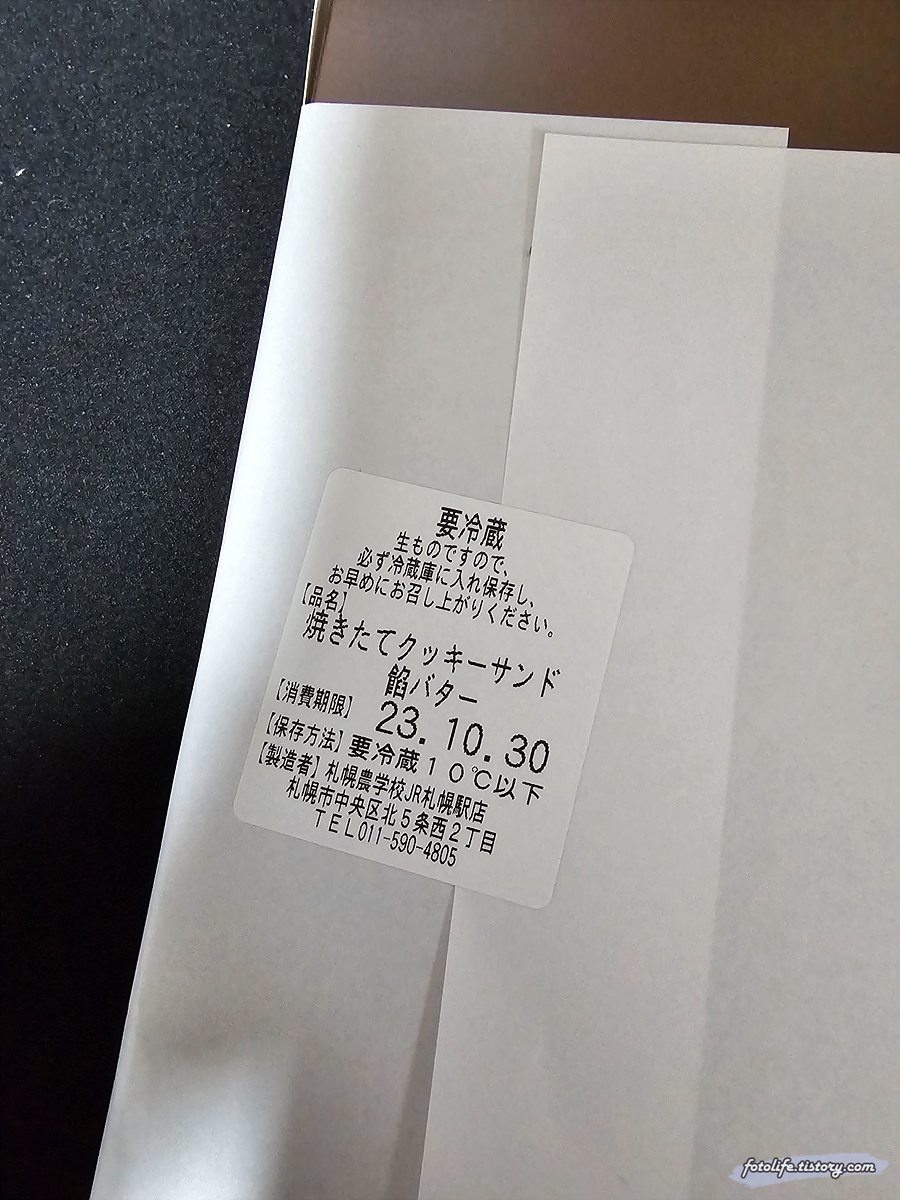 要冷蔵
生ものですので、
必ず冷蔵庫に入れ保存し、
お早めにお召し上がりください。
【品名】
焼きたてクッキーサンド
餡バター
【消費期限】 23.10.30
【保存方法】要冷蔵10℃以下
【製造者】札幌農学校JR札幌駅店
札幌市中央区北5条西2丁目
TEL011-590-4805
fotolife.tistory.com